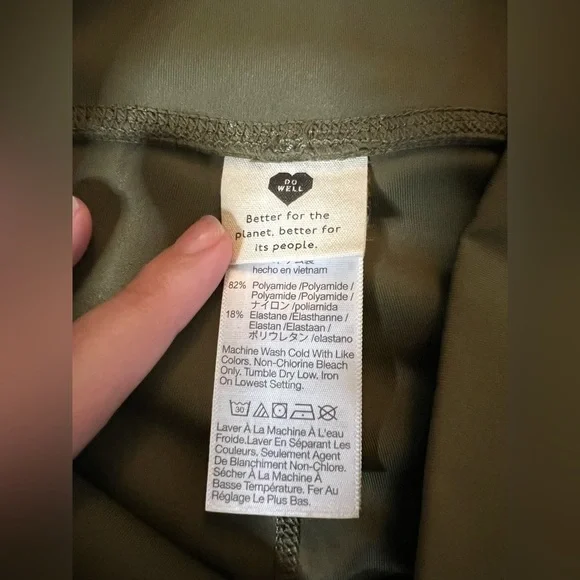 DO
WELL
Better for the
planet, better for
its people.
hecho en vietnam
82% Polyamide /Polyamide /
Polyamide /Polyamide /
ナイロン /poliamida
18% Elastane /Élasthanne /
Elastan /Elastaan /
ポリウレタン /elastano
Machine Wash Cold With Like
Colors. Non-Chlorine Bleach
Only. Tumble Dry Low. Iron
On Lowest Setting.
30
Laver À La Machine À L'eau
Froide.Laver En Séparant Les
Couleurs. Seulement Agent
De Blanchiment Non-Chlore.
Sécher À La Machine À
Basse Température. Fer Au
Réglage Le Plus Bas.